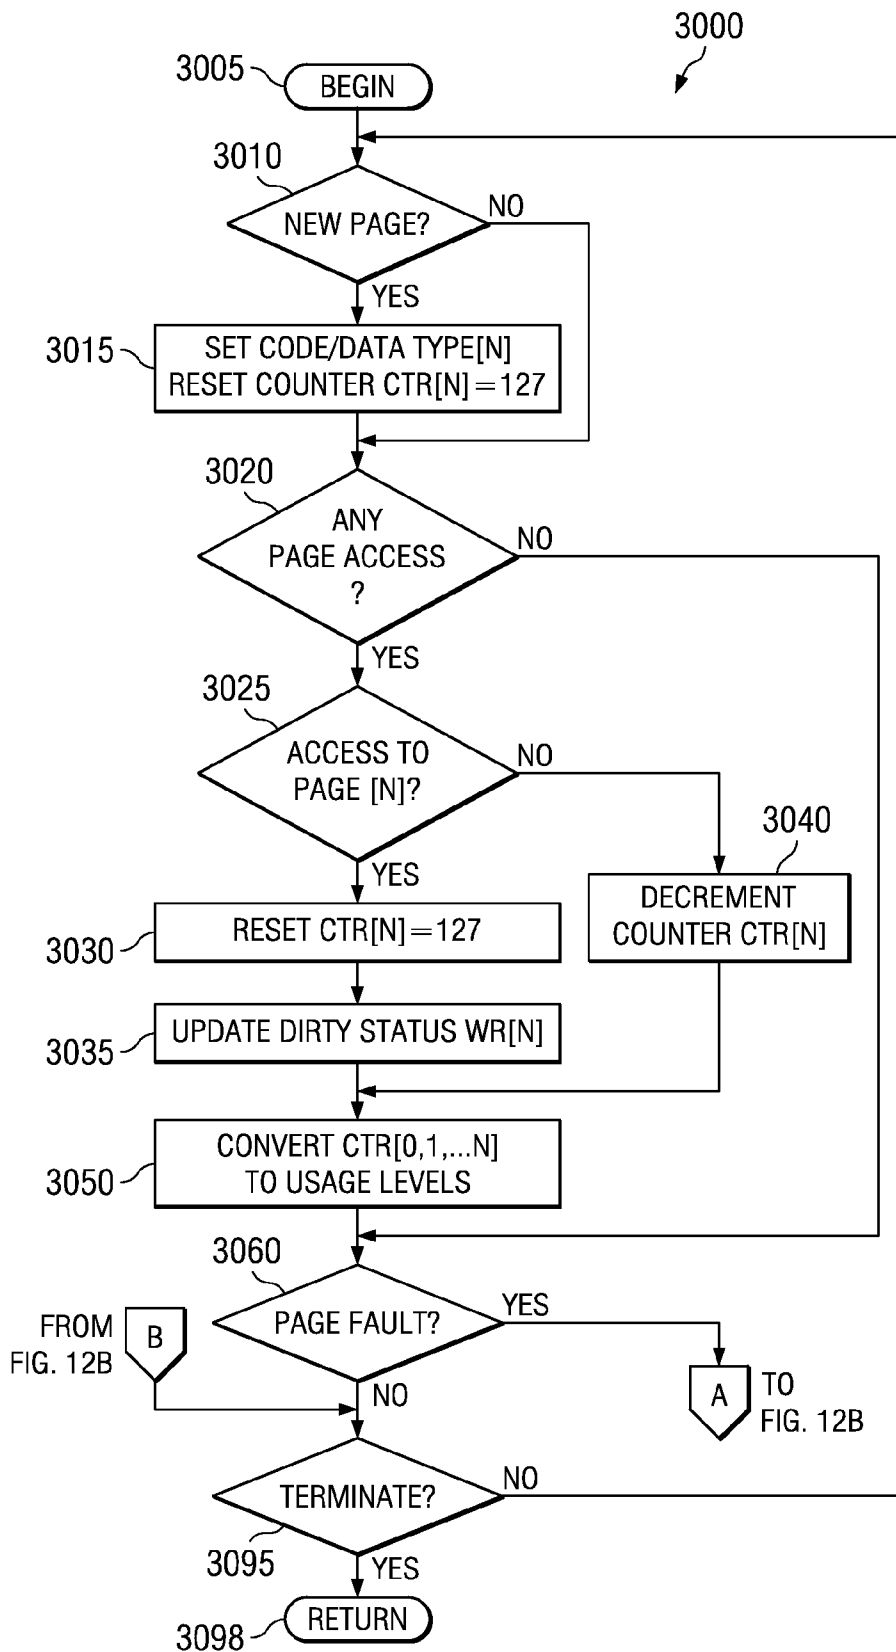 3000
3005
BEGIN
3010
NEW PAGE?
NO
YES
3015
SET CODE/DATA TYPE[N]
RESET COUNTER CTR[N]=127
3020
ANY
PAGE ACCESS
?
NO
YES
3025
ACCESS TO
PAGE [N]?
NO
YES
3040
DECREMENT
COUNTER CTR[N]
3030
RESET CTR[N]=127
3035
UPDATE DIRTY STATUS WR[N]
3050
CONVERT CTR[0,1,...N]
TO USAGE LEVELS
3060
PAGE FAULT?
YES
NO
FROM
FIG. 12B
B
A
TO
FIG. 12B
TERMINATE?
NO
3095
YES
3098
RETURN